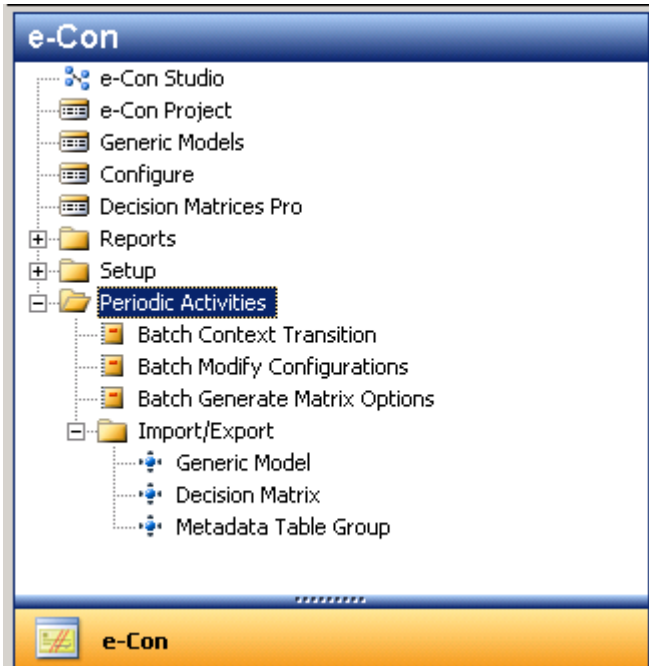 e-Con
e-Con Studio
e-Con Project
Generic Models
Configure
Decision Matrices Pro
Reports
Setup
Periodic Activities
Batch Context Transition
Batch Modify Configurations
Batch Generate Matrix Options
Import/Export
Generic Model
Decision Matrix
Metadata Table Group
e-Con